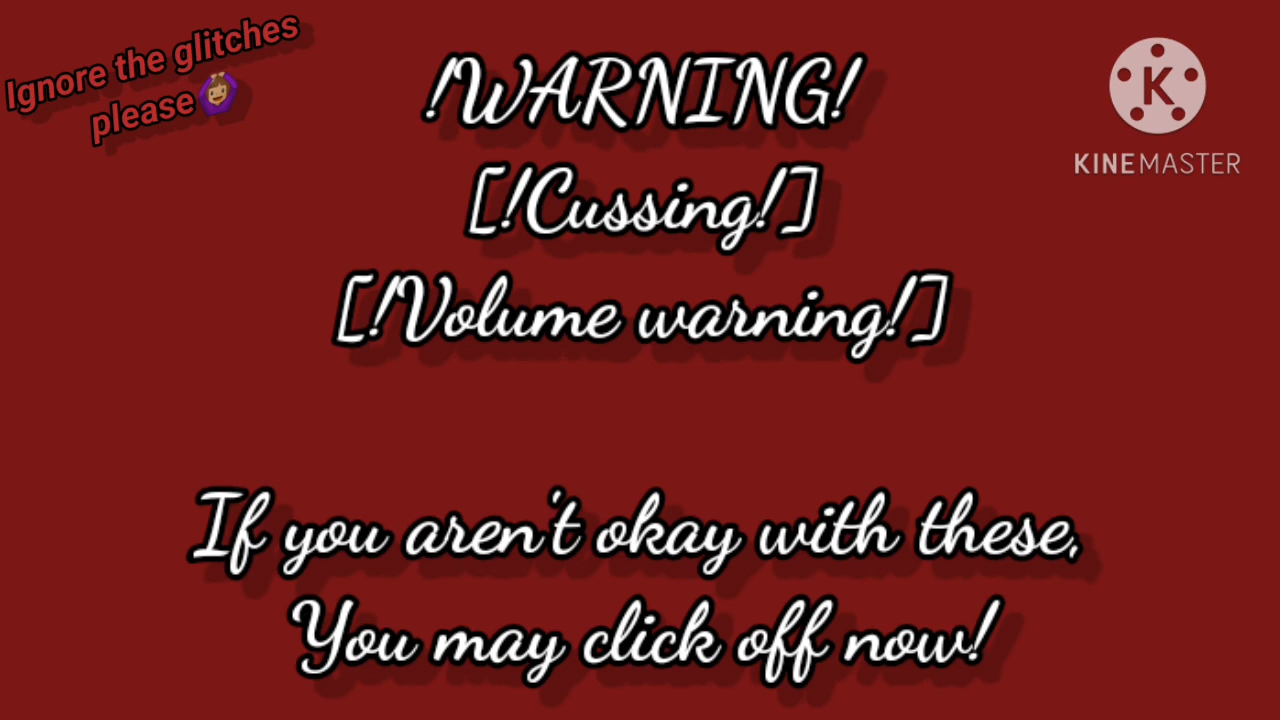 Ignore the glitches
please🙆🏽‍♀️
!WARNING!
[!Cussing!]
[!Volume warning!]
If you aren't okay with these,
You may click off now!
K
KINEMASTER